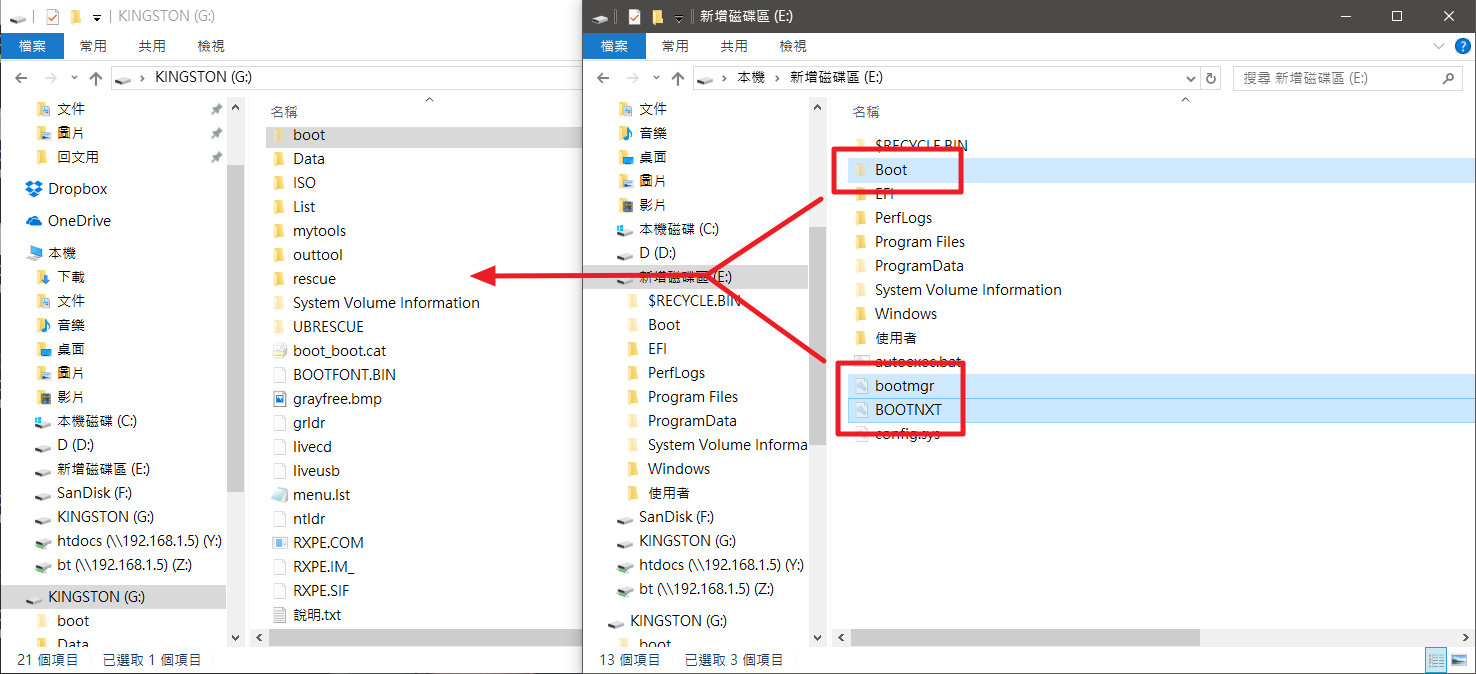 KINGSTON (G:)
檔案 常用 共用 檢視
KINGSTON (G:)
文件
圖片
回文用
Dropbox
OneDrive
本機
下載
文件
音樂
桌面
圖片
影片
本機磁碟 (C:)
D (D:)
新增磁碟區 (E:)
SanDisk (F:)
KINGSTON (G:)
htdocs (\\192.168.1.5) (Y:)
bt (\\192.168.1.5) (Z:)
KINGSTON (G:)
boot
Data
名稱
boot
Data
ISO
List
mytools
outtool
rescue
System Volume Information
UBRESCUE
boot_boot.cat
BOOTFONT.BIN
grayfree.bmp
grldr
livecd
liveusb
menu.lst
ntldr
RXPE.COM
RXPE.IM_
RXPE.SIF
說明.txt
21 個項目 已選取 1 個項目
新增磁碟區 (E:)
檔案 常用 共用 檢視
本機 新增磁碟區 (E:)
搜尋 新增磁碟區 (E:)
文件
音樂
桌面
圖片
影片
本機磁碟 (C:)
D (D:)
新增磁碟區 (E:)
$RECYCLE.BIN
Boot
EFI
PerfLogs
Program Files
ProgramData
System Volume Informa
Windows
使用者
SanDisk (F:)
KINGSTON (G:)
htdocs (\\192.168.1.5) (Y:)
bt (\\192.168.1.5) (Z:)
KINGSTON (G:)
boot
名稱
$RECYCLE.BIN
Boot
EFI
PerfLogs
Program Files
ProgramData
System Volume Information
Windows
使用者
autoexec.bat
bootmgr
BOOTNXT
config.sys
13 個項目 已選取 3 個項目